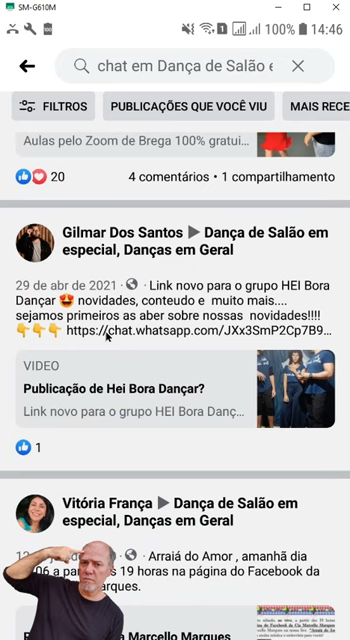 SM-G610M
100% 14:46
chat em Dança de Salão e
FILTROS
PUBLICAÇÕES QUE VOCÊ VIU
MAIS RECE
Aulas pelo Zoom de Brega 100% gratui...
20
4 comentários • 1 compartilhamento
Gilmar Dos Santos ▶ Dança de Salão em
especial, Danças em Geral
29 de abr de 2021 · Link novo para o grupo HEI Bora
Dançar 😍 novidades, conteudo e muito mais....
sejamos primeiros as aber sobre nossas novidades!!!!
👇👇👇 https://chat.whatsapp.com/JXx3SmP2Cp7B9...
VIDEO
Publicação de Hei Bora Dançar?
Link novo para o grupo HEI Bora Danç...
1
Vitória França ▶ Dança de Salão em
especial, Danças em Geral
· Arraiá do Amor , amanhã dia
19 horas na página do Facebook da
Marcello Marques